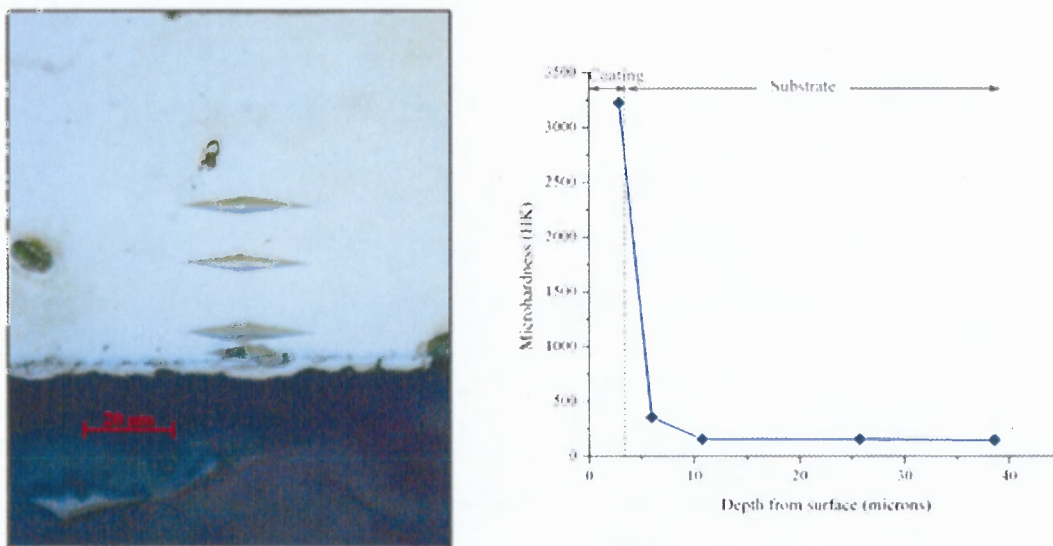 20 µm
Coating
Substrate
3500
3000
2500
2000
1500
1000
500
0
Microhardness (HK)
0
10
20
30
40
Depth from surface (microns)